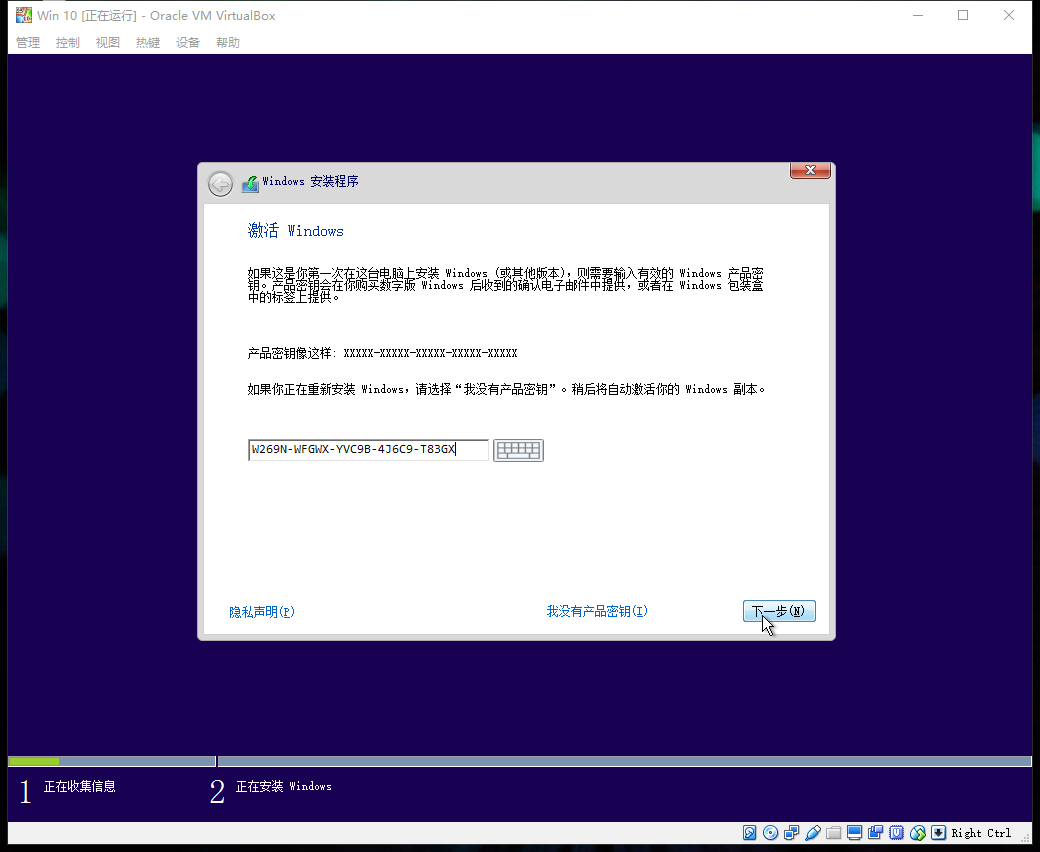 Win 10 [正在运行] - Oracle VM VirtualBox
管理 控制 视图 热键 设备 帮助
Windows 安装程序
激活 Windows
如果这是你第一次在这台电脑上安装 Windows (或其他版本)，则需要输入有效的 Windows 产品密
钥。产品密钥会在你购买数字版 Windows 后收到的确认电子邮件中提供，或者在 Windows 包装盒
中的标签上提供。
产品密钥像这样: XXXXX-XXXXX-XXXXX-XXXXX-XXXXX
如果你正在重新安装 Windows，请选择“我没有产品密钥”。稍后将自动激活你的 Windows 副本。
W269N-WFGWX-YVC9B-4J6C9-T83GX
隐私声明(P) 我没有产品密钥(I) 下一步(N)
1 正在收集信息 2 正在安装 Windows
Right Ctrl